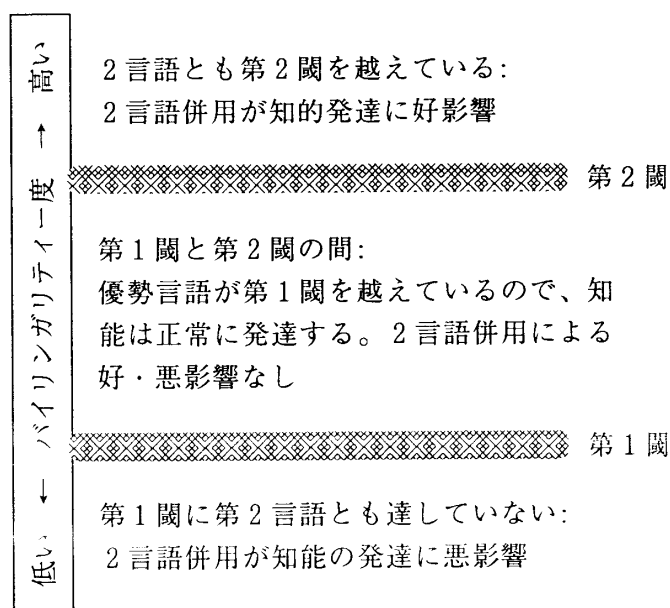 2言語とも第2閾を越えている:
2言語併用が知的発達に好影響
第2閾
第1閾と第2閾の間:
優勢言語が第1閾を越えているので、知
能は正常に発達する。2言語併用による
好・悪影響なし
第1閾
第1閾に第2言語とも達していない:
2言語併用が知能の発達に悪影響
低い ← バイリンガリティー度 → 高い